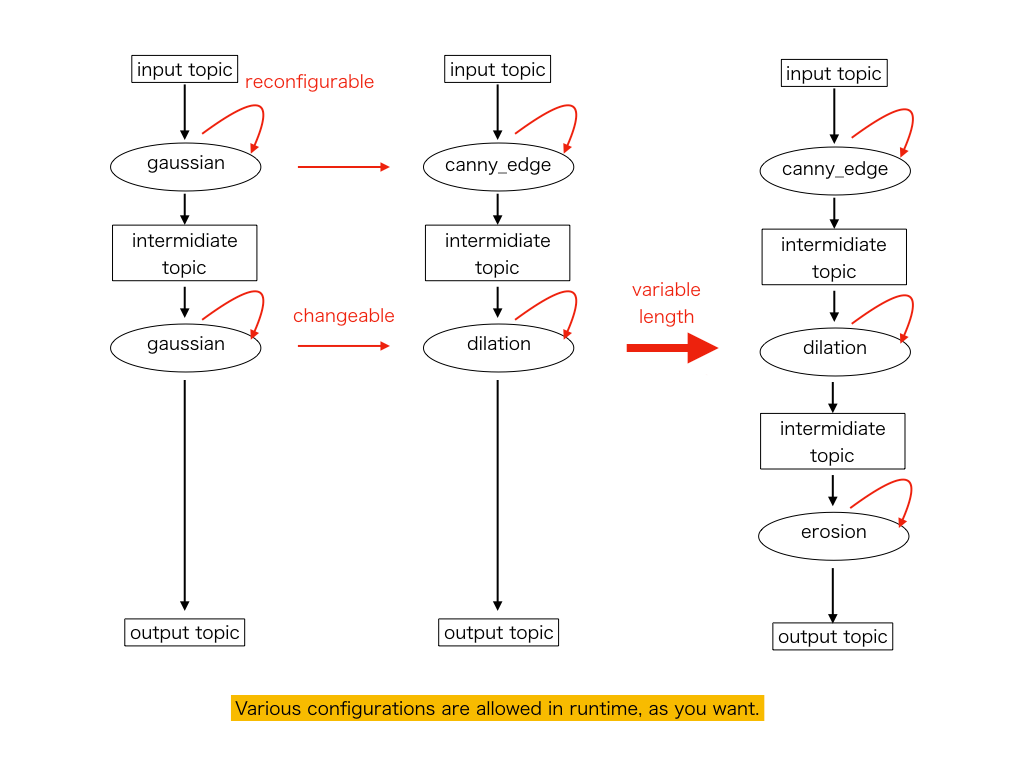 input topic
reconfigurable
gaussian
intermidiate
topic
changeable
gaussian
output topic
input topic
canny_edge
intermidiate
topic
dilation
output topic
variable
length
input topic
canny_edge
intermidiate
topic
dilation
intermidiate
topic
erosion
output topic
Various configurations are allowed in runtime, as you want.